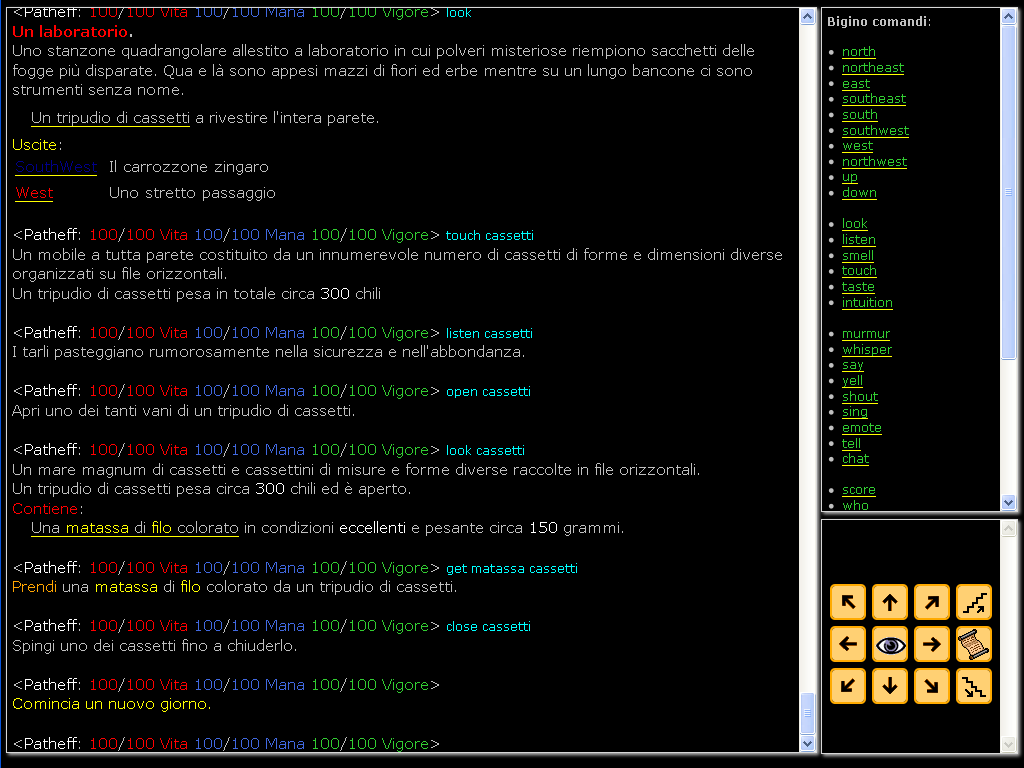 <Patheff: 100/100 Vita 100/100 Mana 100/100 Vigore> look
Un laboratorio.
Uno stanzone quadrangolare allestito a laboratorio in cui polveri misteriose riempiono sacchetti delle
fogge più disparate. Qua e là sono appesi mazzi di fiori ed erbe mentre su un lungo bancone ci sono
strumenti senza nome.
Un tripudio di cassetti a rivestire l'intera parete.
Uscite:
SouthWest Il carrozzone zingaro
West Uno stretto passaggio
<Patheff: 100/100 Vita 100/100 Mana 100/100 Vigore> touch cassetti
Un mobile a tutta parete costituito da un innumerevole numero di cassetti di forme e dimensioni diverse
organizzati su file orizzontali.
Un tripudio di cassetti pesa in totale circa 300 chili
<Patheff: 100/100 Vita 100/100 Mana 100/100 Vigore> listen cassetti
I tarli pasteggiano rumorosamente nella sicurezza e nell'abbondanza.
<Patheff: 100/100 Vita 100/100 Mana 100/100 Vigore> open cassetti
Apri uno dei tanti vani di un tripudio di cassetti.
<Patheff: 100/100 Vita 100/100 Mana 100/100 Vigore> look cassetti
Un mare magnum di cassetti e cassettini di misure e forme diverse raccolte in file orizzontali.
Un tripudio di cassetti pesa circa 300 chili ed è aperto.
Contiene:
Una matassa di filo colorato in condizioni eccellenti e pesante circa 150 grammi.
<Patheff: 100/100 Vita 100/100 Mana 100/100 Vigore> get matassa cassetti
Prendi una matassa di filo colorato da un tripudio di cassetti.
<Patheff: 100/100 Vita 100/100 Mana 100/100 Vigore> close cassetti
Spingi uno dei cassetti fino a chiuderlo.
<Patheff: 100/100 Vita 100/100 Mana 100/100 Vigore>
Comincia un nuovo giorno.
<Patheff: 100/100 Vita 100/100 Mana 100/100 Vigore>
Bigino comandi:
north
northeast
east
southeast
south
southwest
west
northwest
up
down
look
listen
smell
touch
taste
intuition
murmur
whisper
say
yell
shout
sing
emote
tell
chat
score
who